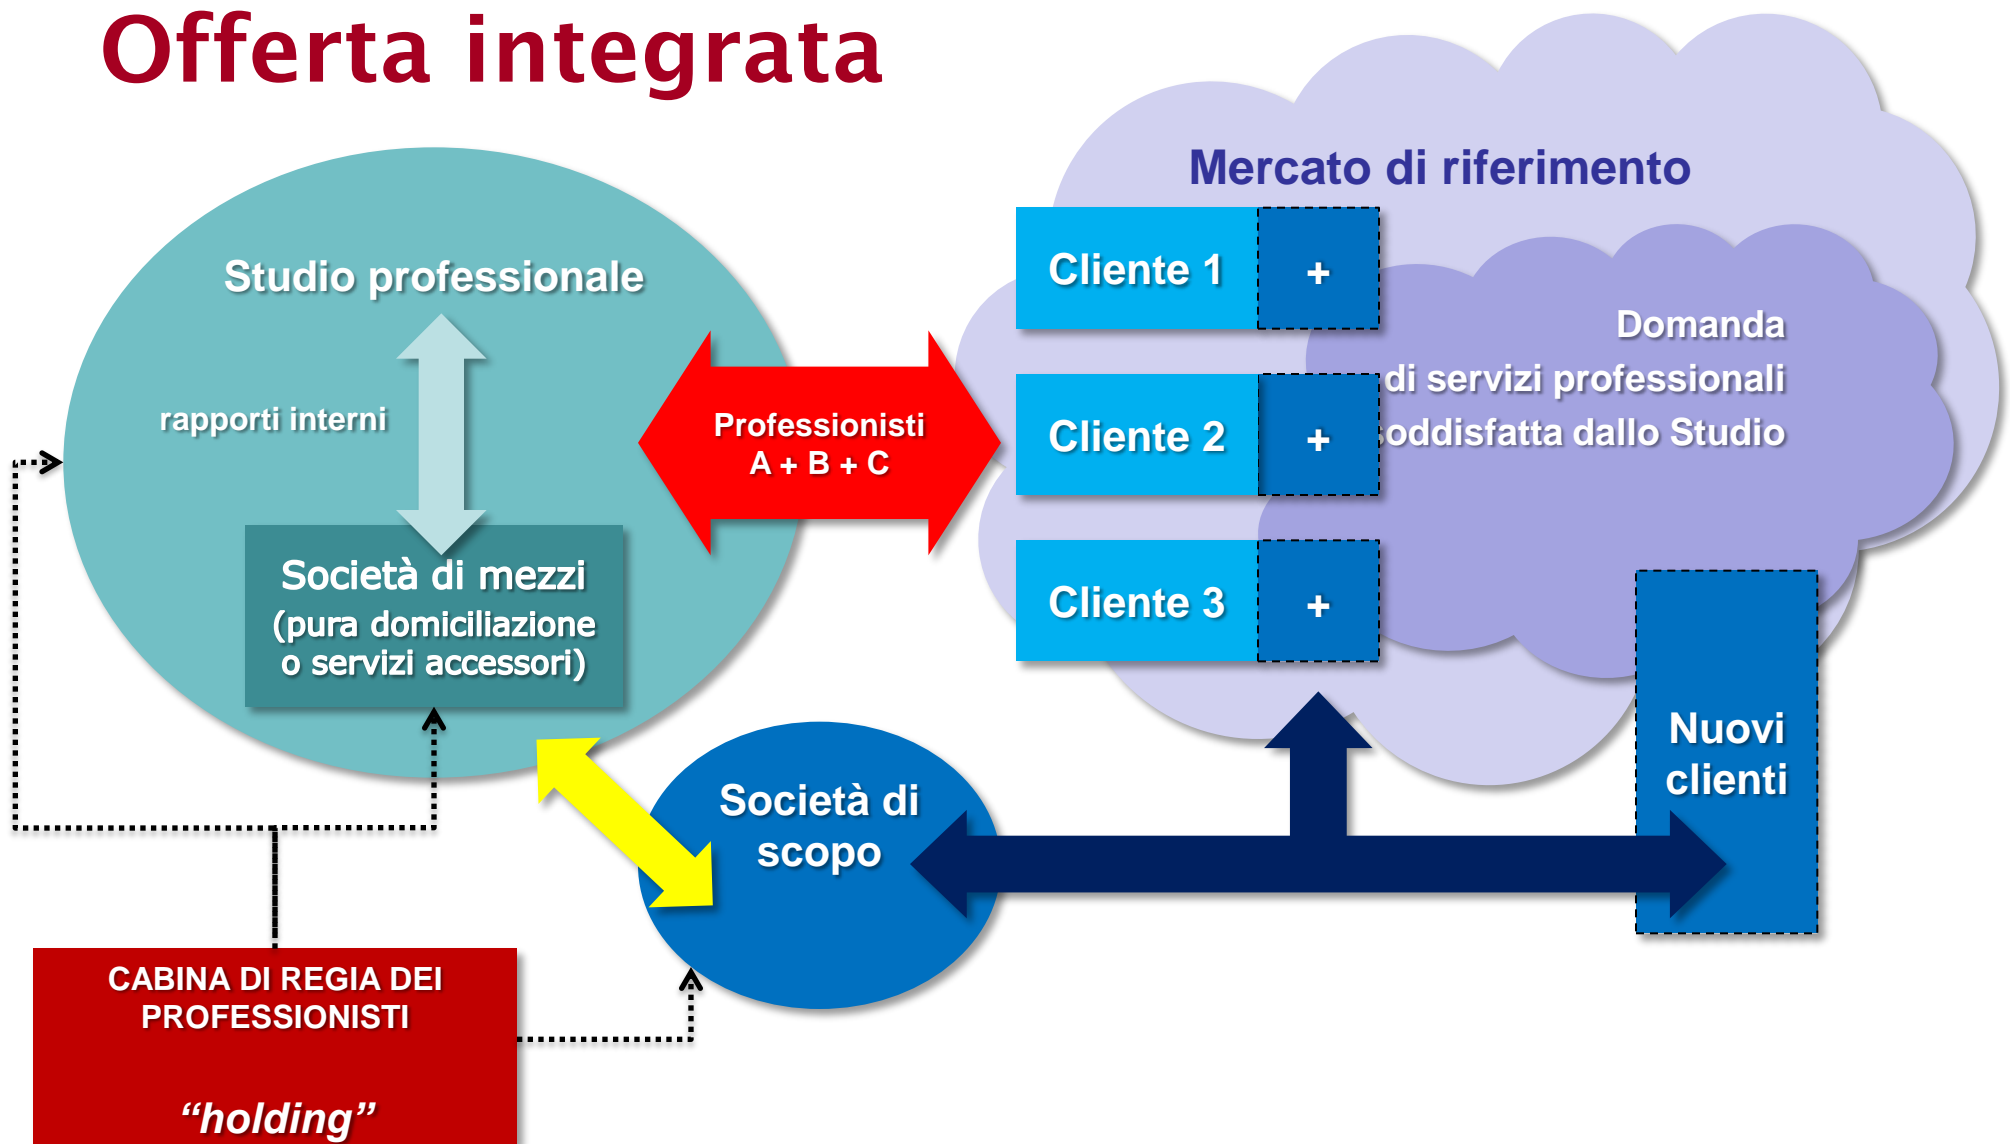 Offerta integrata
Mercato di riferimento
Studio professionale
rapporti interni
Società di mezzi
(pura domiciliazione
o servizi accessori)
Professionisti
A + B + C
Cliente 1 +
Cliente 2 +
Cliente 3 +
Domanda
di servizi professionali
oddisfatta dallo Studio
Nuovi
clienti
Società di
scopo
CABINA DI REGIA DEI
PROFESSIONISTI
“holding”